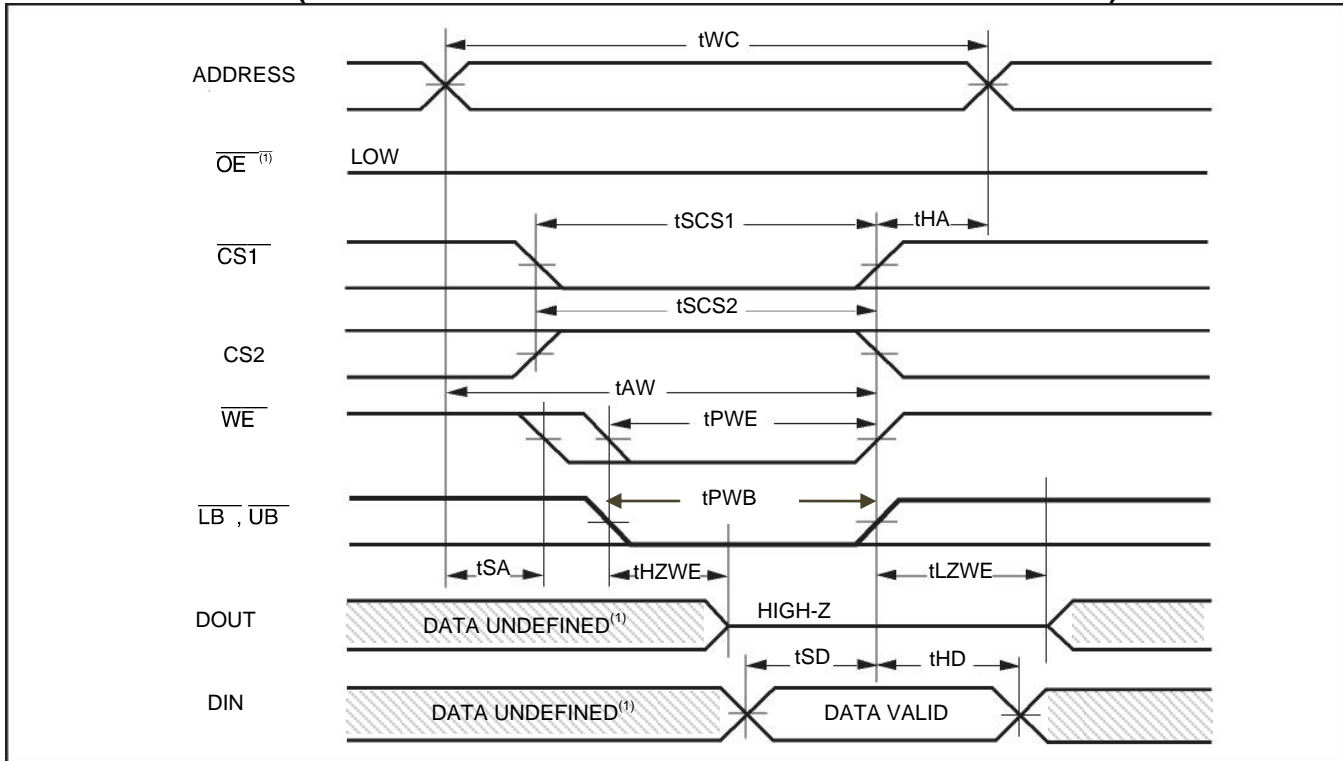 tWC
ADDRESS
OE (1)
LOW
tSCS1
tHA
CS1
tSCS2
CS2
tAW
WE
tPWE
tPWB
LB , UB
tSA
tHZWE
tLZWE
DOUT
DATA UNDEFINED(1)
HIGH-Z
tSD
tHD
DIN
DATA UNDEFINED(1)
DATA VALID